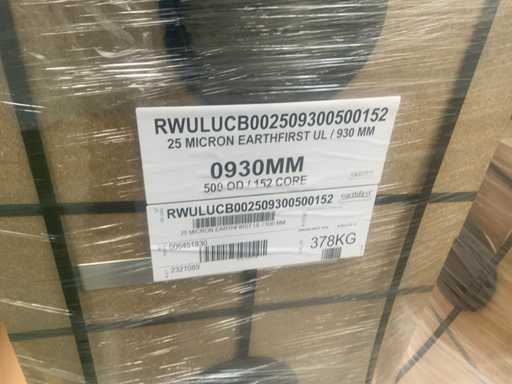 RWULUCB002509300500152
25 MICRON EARTHFIRST UL / 930 MM
0930MM
500 OD / 152 CORE
RWULUCB002509300500152
25 MICRON EARTHFIRST UL / 930 MM
378KG
2321089